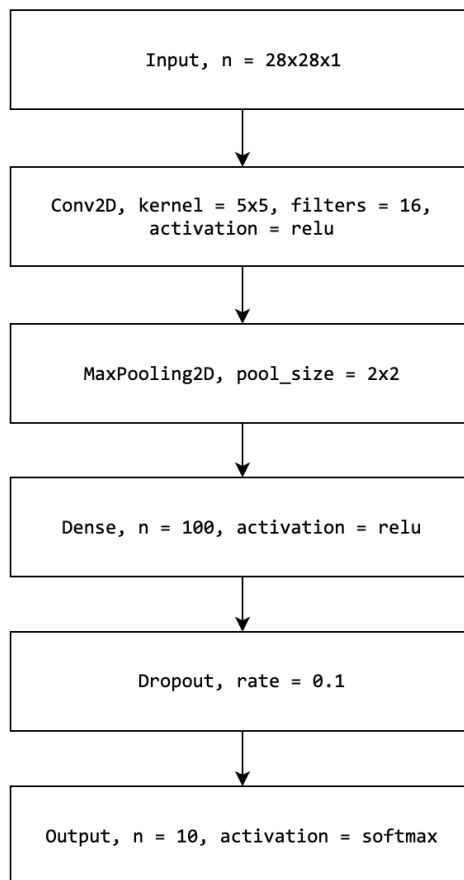 Input, n = 28x28x1
Conv2D, kernel = 5x5, filters = 16,
activation = relu
MaxPooling2D, pool_size = 2x2
Dense, n = 100, activation = relu
Dropout, rate = 0.1
Output, n = 10, activation = softmax